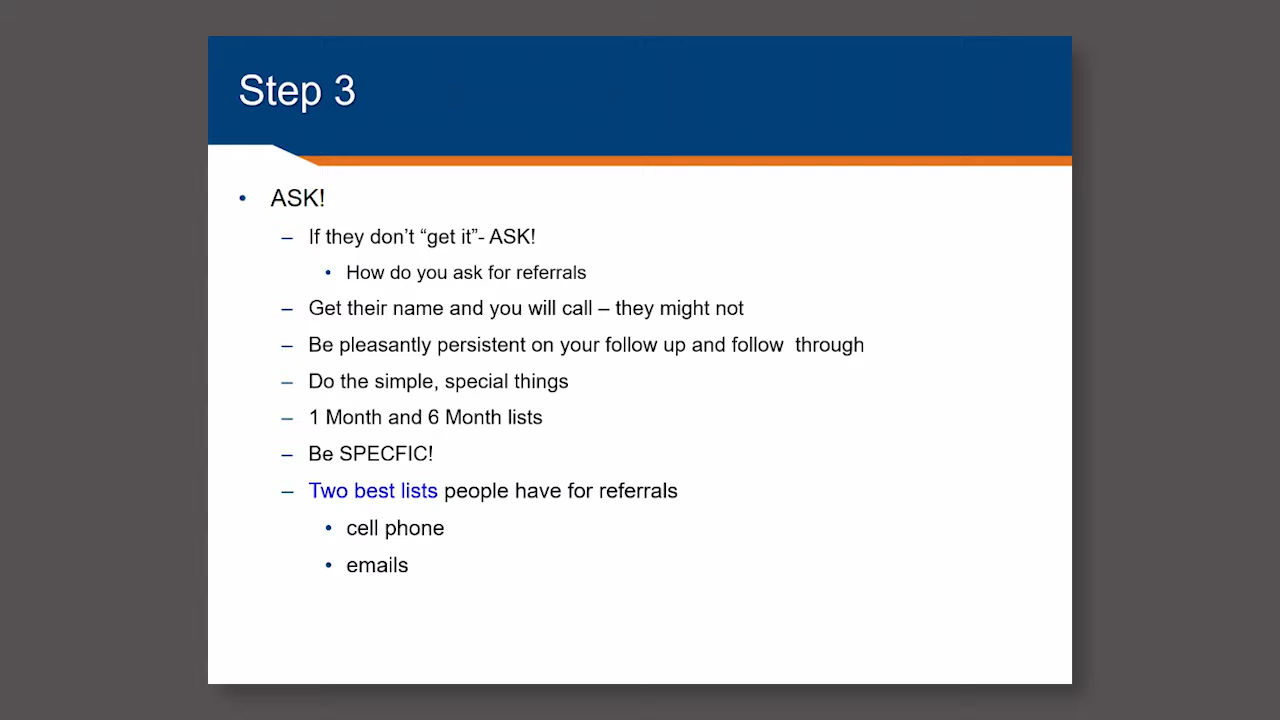 Step 3
• ASK!
– If they don’t “get it”- ASK!
• How do you ask for referrals
– Get their name and you will call – they might not
– Be pleasantly persistent on your follow up and follow  through
– Do the simple, special things
– 1 Month and 6 Month lists
– Be SPECFIC!
– Two best lists people have for referrals
• cell phone
• emails